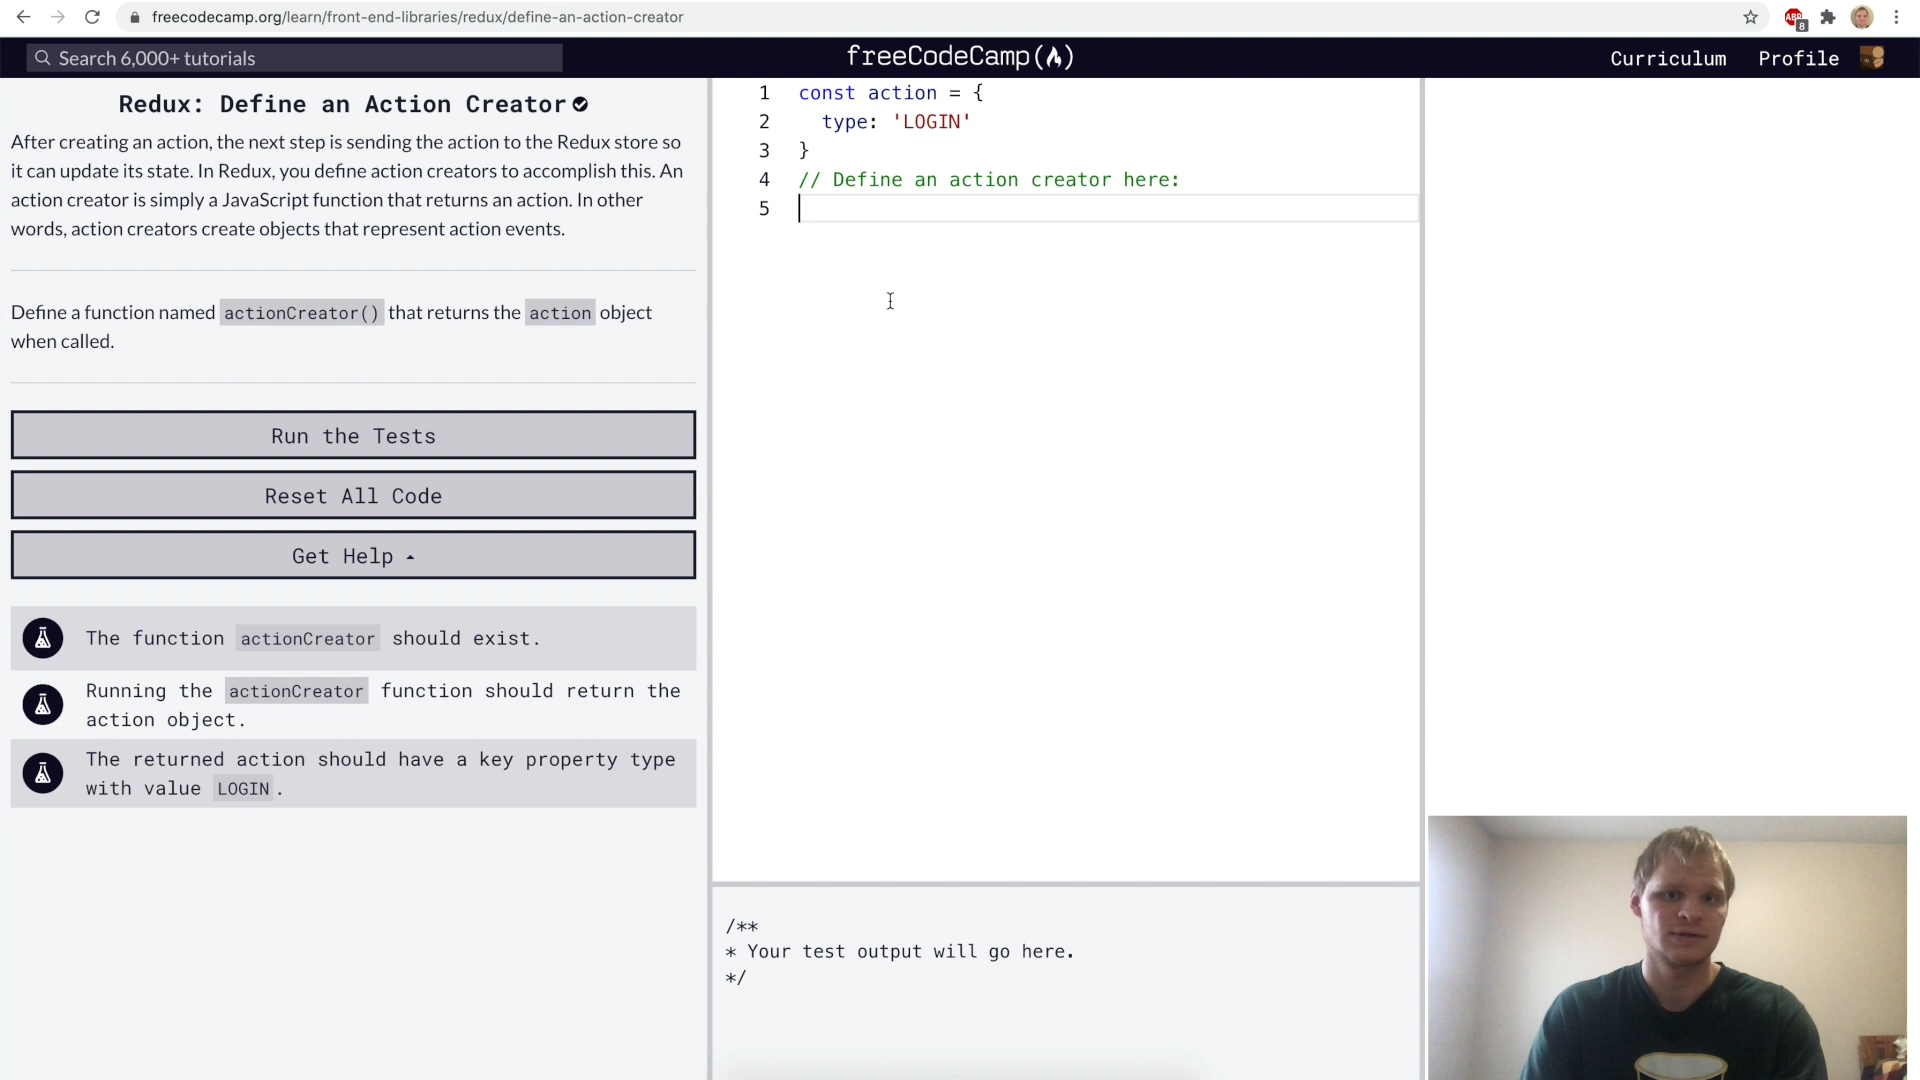 freecodecamp.org/learn/front-end-libraries/redux/define-an-action-creator
ABP
8
Search 6,000+ tutorials
freeCodeCamp
Curriculum
Profile
Redux: Define an Action Creator
After creating an action, the next step is sending the action to the Redux store so
it can update its state. In Redux, you define action creators to accomplish this. An
action creator is simply a JavaScript function that returns an action. In other
words, action creators create objects that represent action events.
Define a function named actionCreator() that returns the action object
when called.
Run the Tests
Reset All Code
Get Help
The function actionCreator should exist.
Running the actionCreator function should return the
action object.
The returned action should have a key property type
with value LOGIN.
1 const action = {
2 type: 'LOGIN'
3 }
4 // Define an action creator here:
5
/**
* Your test output will go here.
*/